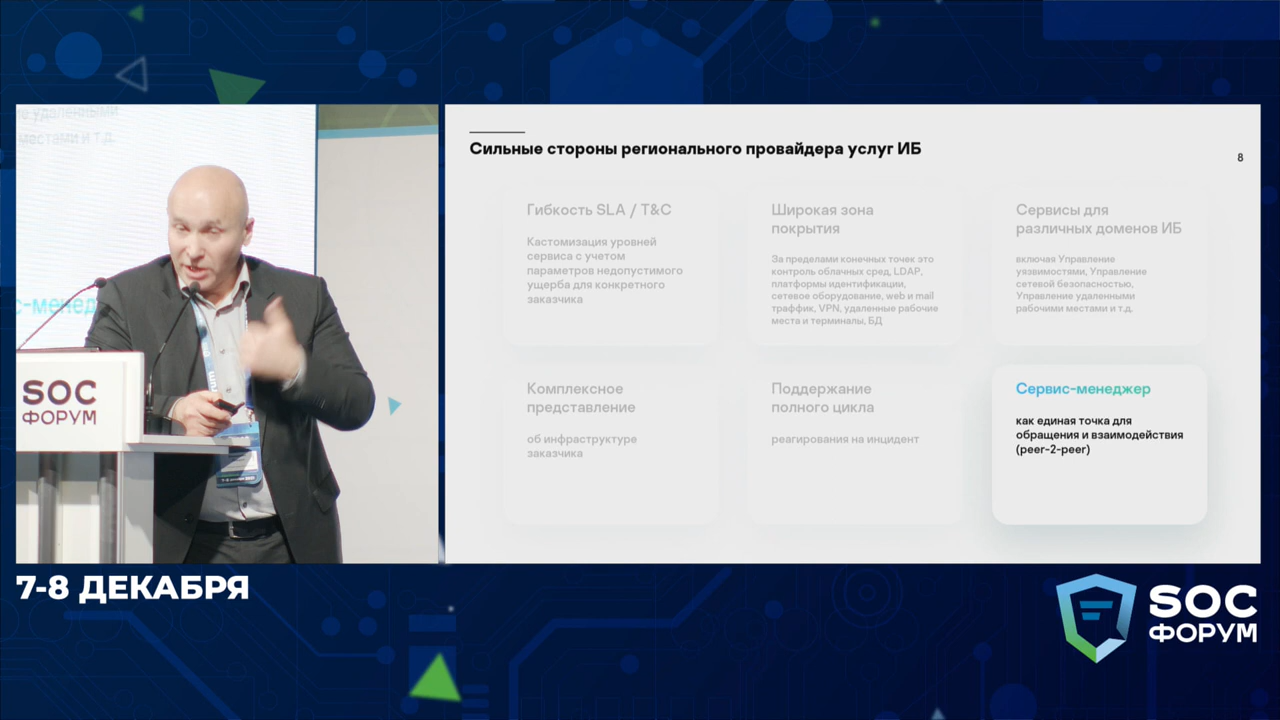 е удаленными
местами и т.д.
с-менед
SOC
ФОРУМ
Сильные стороны регионального провайдера услуг ИБ
8
Гибкость SLA / T&C
Кастомизация уровней
сервиса с учетом
параметров недопустимого
ущерба для конкретного
заказчика
Широкая зона
покрытия
За пределами конечных точек это
контроль облачных сред, LDAP,
платформы идентификации,
сетевое оборудование, web и mail
траффик, VPN, удаленные рабочие
места и терминалы, БД
Сервисы для
различных доменов ИБ
включая Управление
уязвимостями, Управление
сетевой безопасностью,
Управление удаленными
рабочими местами и т.д.
Комплексное
представление
об инфраструктуре
заказчика
Поддержание
полного цикла
реагирования на инцидент
Сервис-менеджер
как единая точка для
обращения и взаимодействия
(peer-2-peer)
7-8 ДЕКАБРЯ
SOC
ФОРУМ